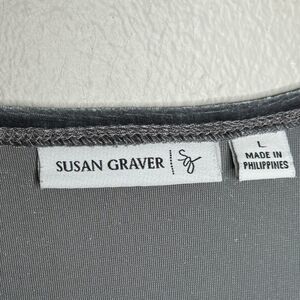 SUSAN GRAVER
Sg
L
MADE IN
PHILIPPINES